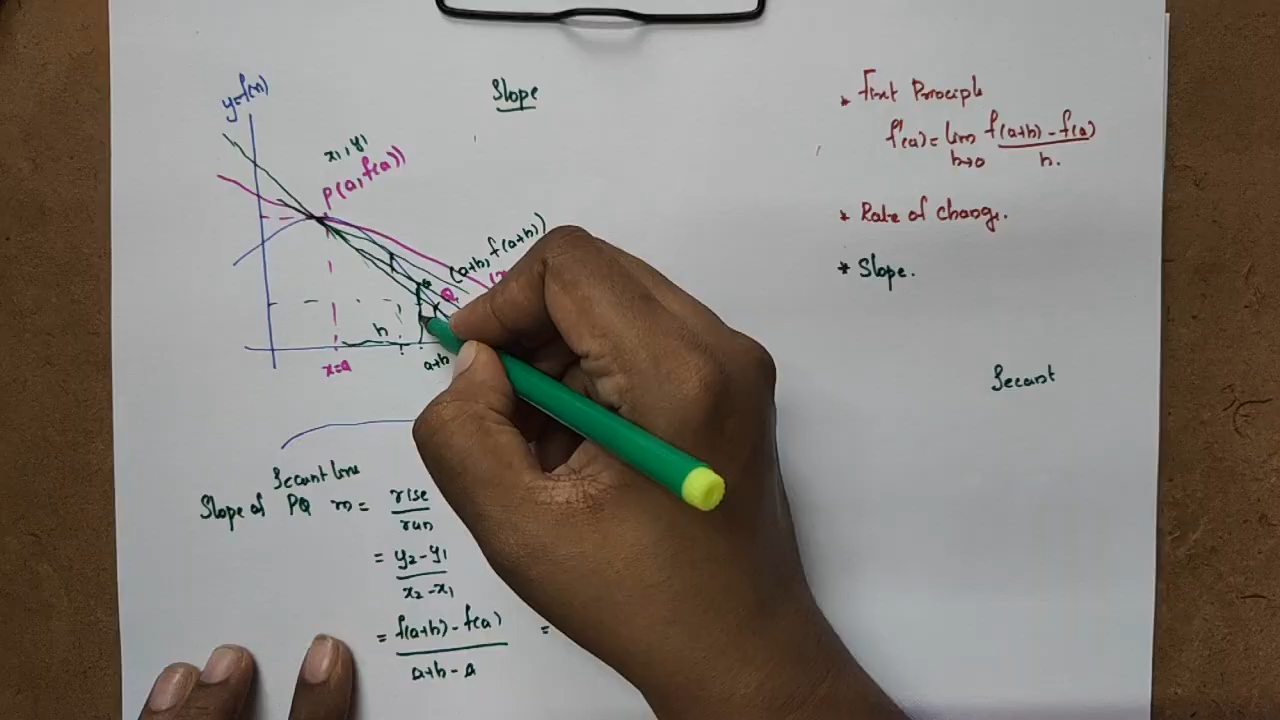 Slope
y=f(x)
x1, y1
P(a, f(a))
(a+h, f(a+h))
Q
h
x=a
a+h
Secant line
Slope of PQ m = rise
run
= y2 - y1
x2 - x1
= f(a+h) - f(a) =
a+h - a
* First Principle
f'(a) = lim f(a+h) - f(a)
h→0 h.
* Rate of change.
* Slope.
Secant